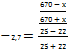 670 − x
670 + x
−2,7 = 25 − 22
25 + 22